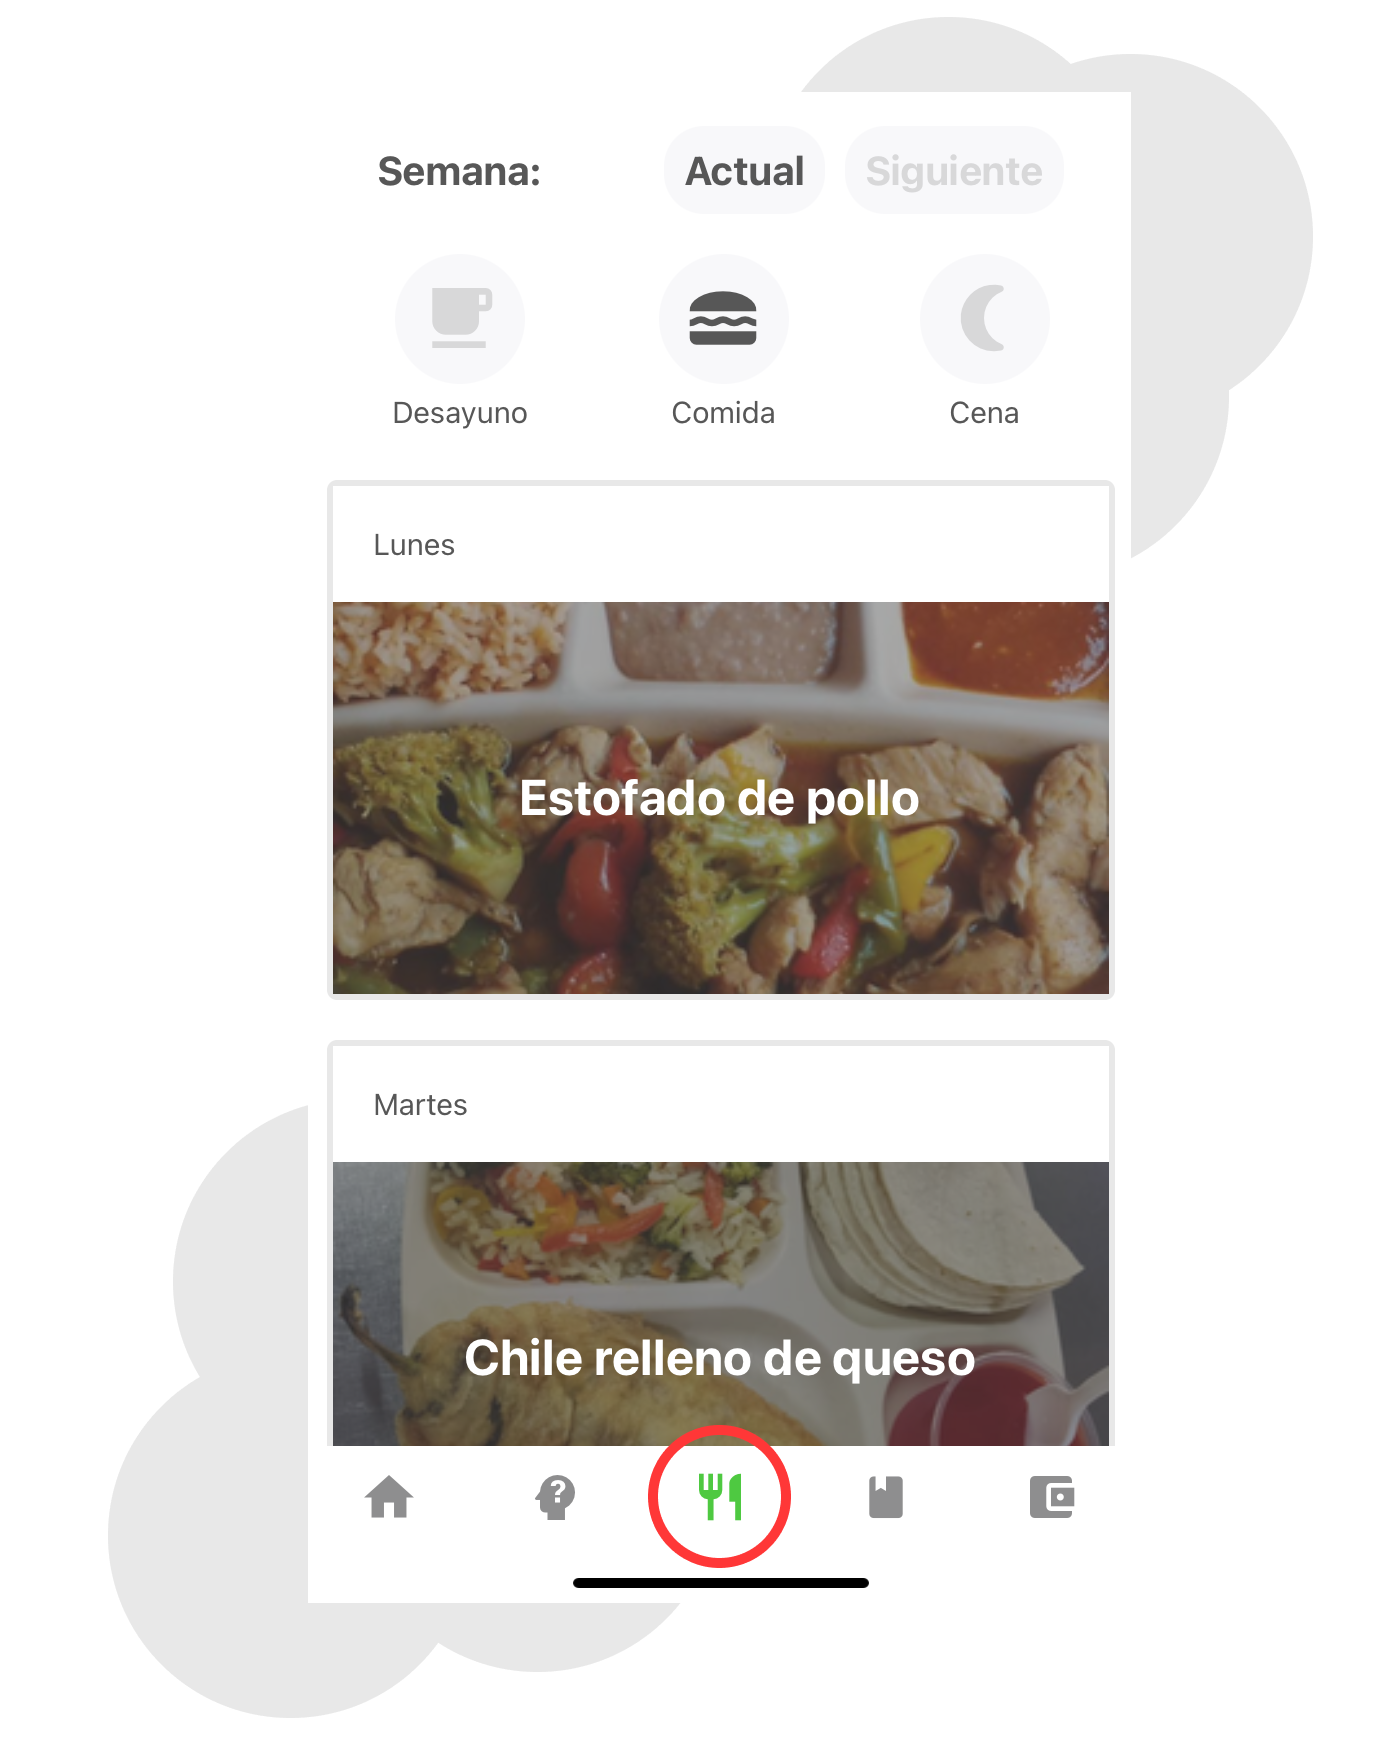 Semana: Actual Siguiente
Desayuno Comida Cena
Lunes
Estofado de pollo
Martes
Chile relleno de queso